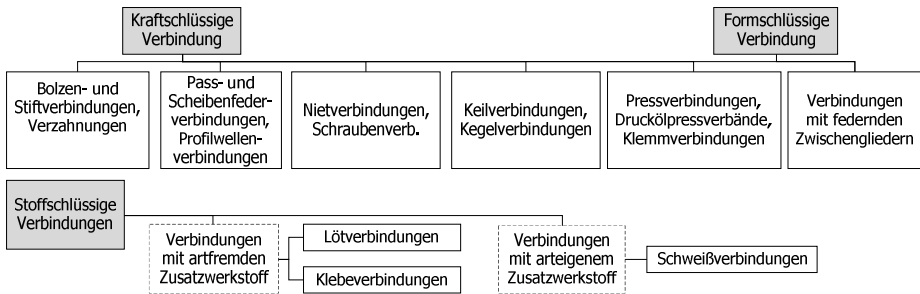 Kraftschlüssige
Verbindung
Formschlüssige
Verbindung
Bolzen- und
Stiftverbindungen,
Verzahnungen
Pass- und
Scheibenfeder-
verbindungen,
Profilwellen-
verbindungen
Nietverbindungen,
Schraubenverb.
Keilverbindungen,
Kegelverbindungen
Pressverbindungen,
Druckölpressverbände,
Klemmverbindungen
Verbindungen
mit federnden
Zwischengliedern
Stoffschlüssige
Verbindungen
Verbindungen
mit artfremden
Zusatzwerkstoff
Lötverbindungen
Klebeverbindungen
Verbindungen
mit arteigenem
Zusatzwerkstoff
Schweißverbindungen